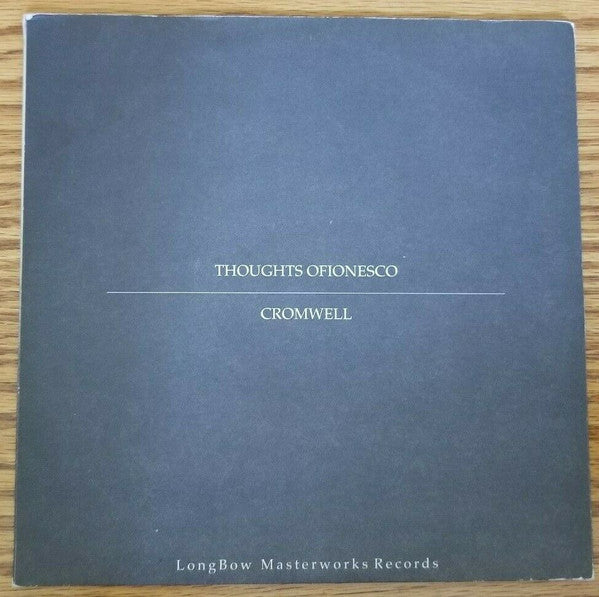 THOUGHTS OFIONESCO
CROMWELL
LongBow Masterworks Records